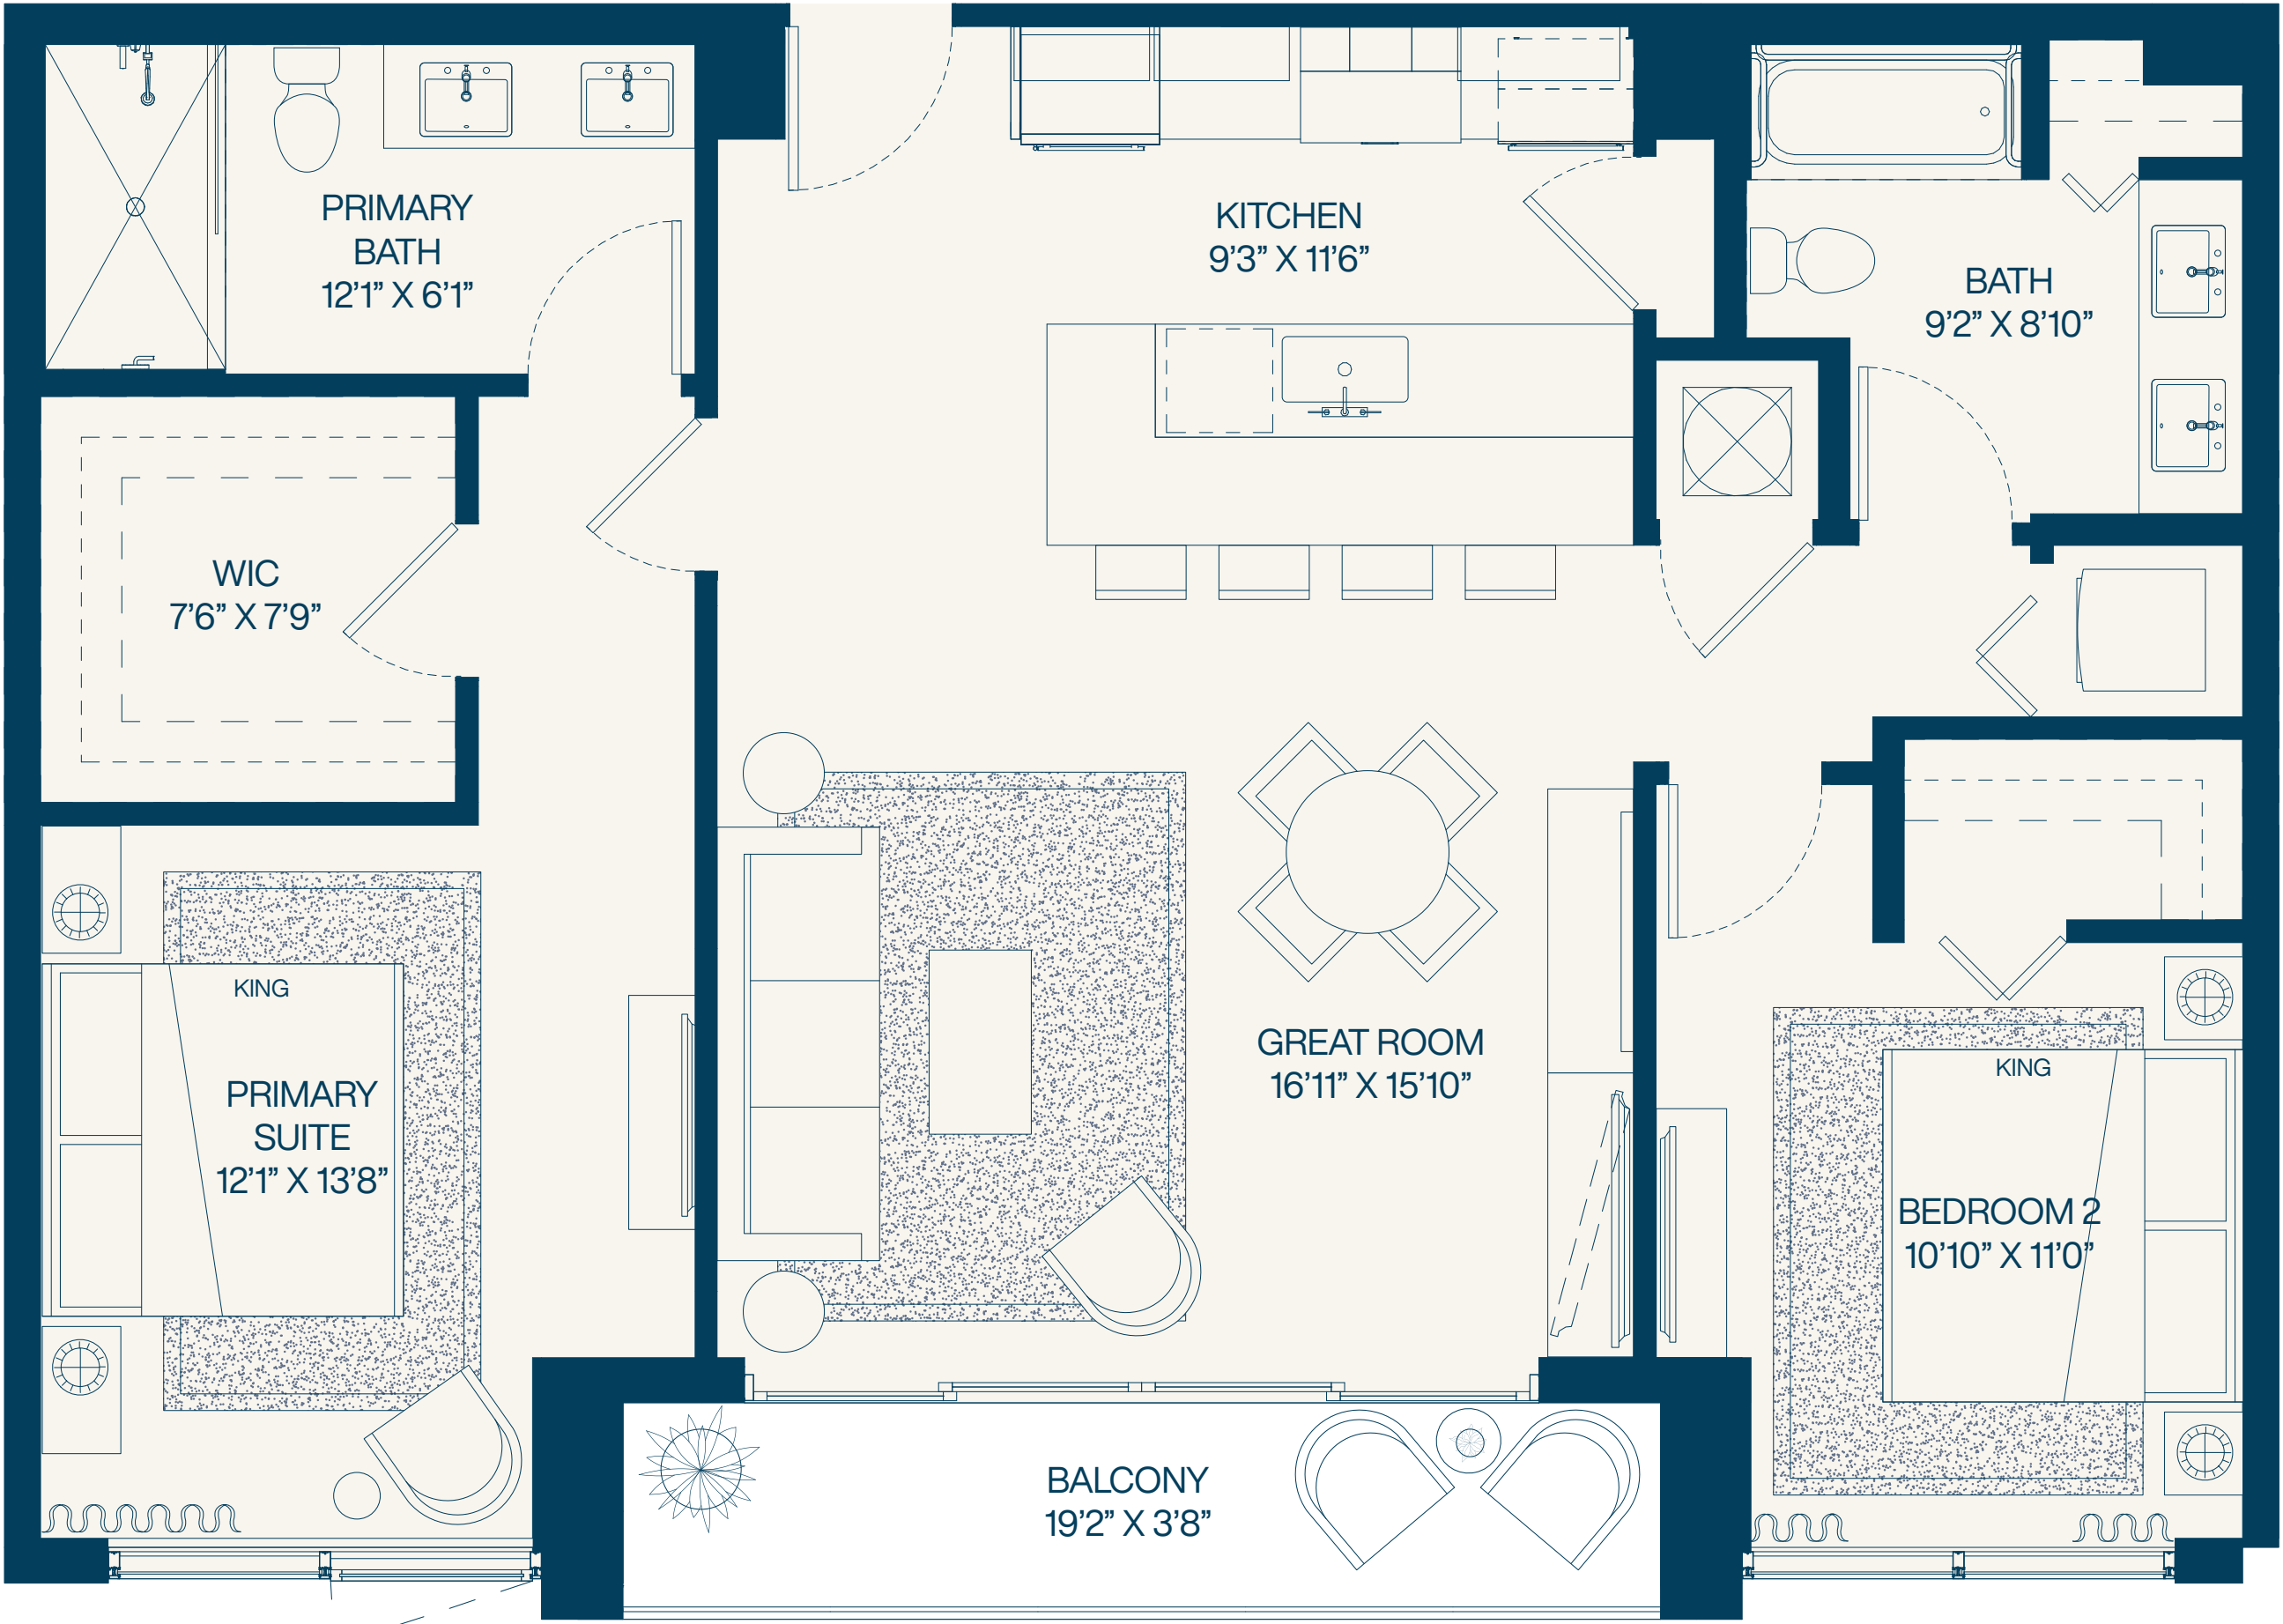 PRIMARY
BATH
12’1” X 6’1”
KITCHEN
9’3” X 11’6”
BATH
9’2” X 8’10”
WIC
7’6” X 7’9”
KING
PRIMARY
SUITE
12’1” X 13’8”
GREAT ROOM
16’11” X 15’10”
KING
BEDROOM 2
10’10” X 11’0”
BALCONY
19’2” X 3’8”